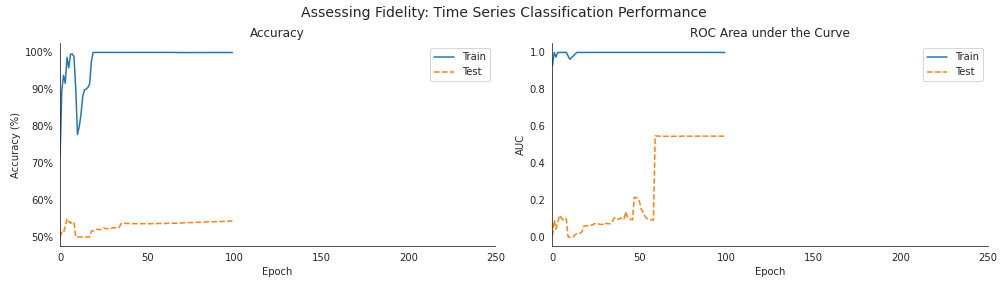 Assessing Fidelity: Time Series Classification Performance
Accuracy
100%
90%
80%
70%
60%
50%
Accuracy (%)
0
50
100
150
200
250
Epoch
Train
Test
ROC Area under the Curve
1.0
0.8
0.6
0.4
0.2
0.0
AUC
0
50
100
150
200
250
Epoch
Train
Test